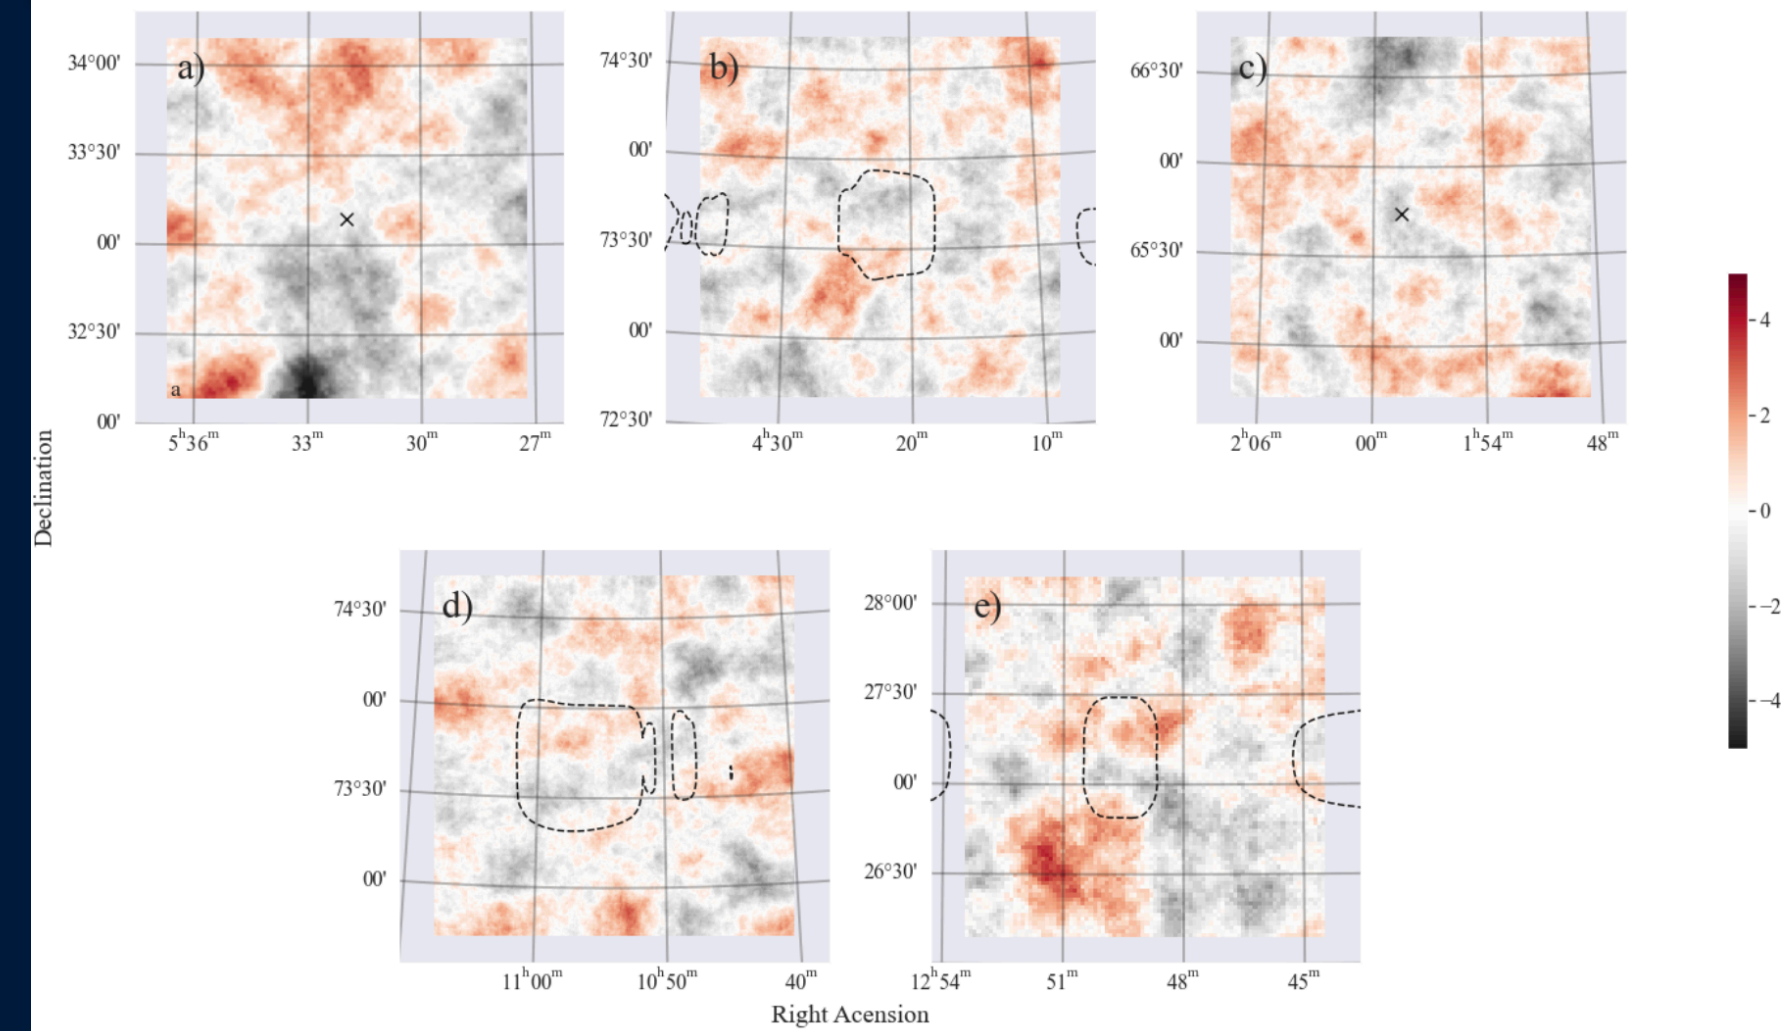 a)
34°00'
33°30'
00'
32°30'
00'
a
5ʰ36ᵐ 33ᵐ 30ᵐ 27ᵐ
b)
74°30'
00'
73°30'
00'
72°30'
4ʰ30ᵐ 20ᵐ 10ᵐ
c)
66°30'
00'
65°30'
00'
2ʰ06ᵐ 00ᵐ 1ʰ54ᵐ 48ᵐ
4
2
0
−2
−4
Declination
d)
74°30'
00'
73°30'
00'
11ʰ00ᵐ 10ʰ50ᵐ 40ᵐ
e)
28°00'
27°30'
00'
26°30'
12ʰ54ᵐ 51ᵐ 48ᵐ 45ᵐ
Right Acension